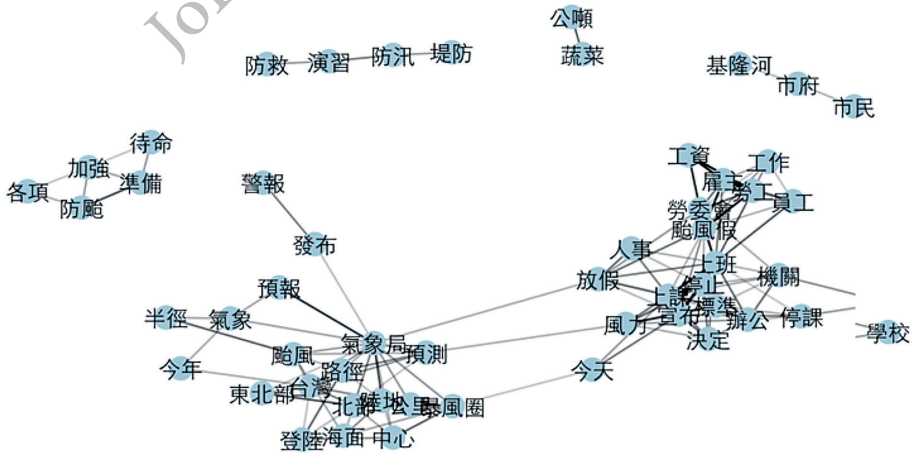 Jo
公噸
防救
演習
防汛
堤防
蔬菜
基隆河
市府
市民
待命
加強
各項
準備
防颱
警報
工資
工作
雇主
勞工
員工
勞委會
颱風假
發布
人事
上班
放假
機關
預報
停止
上課
標準
半徑
氣象
宣布
辦公
停課
風力
學校
決定
氣象局
颱風
預測
今年
路徑
今天
東北部
台灣
北部
陸地
公里
暴風圈
登陸
海面
中心